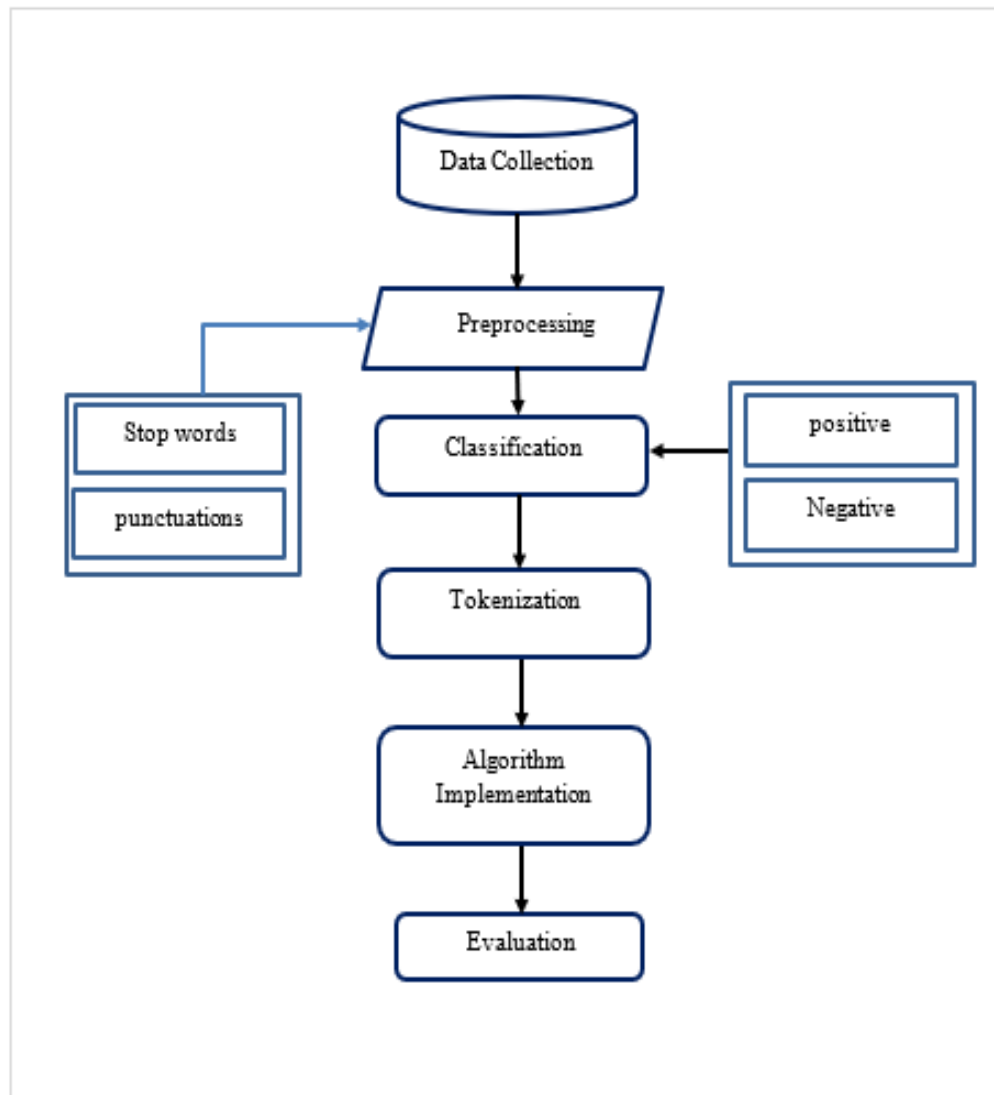 Data Collection
Preprocessing
Stop words
punctuations
Classification
positive
Negative
Tokenization
Algorithm
Implementation
Evaluation